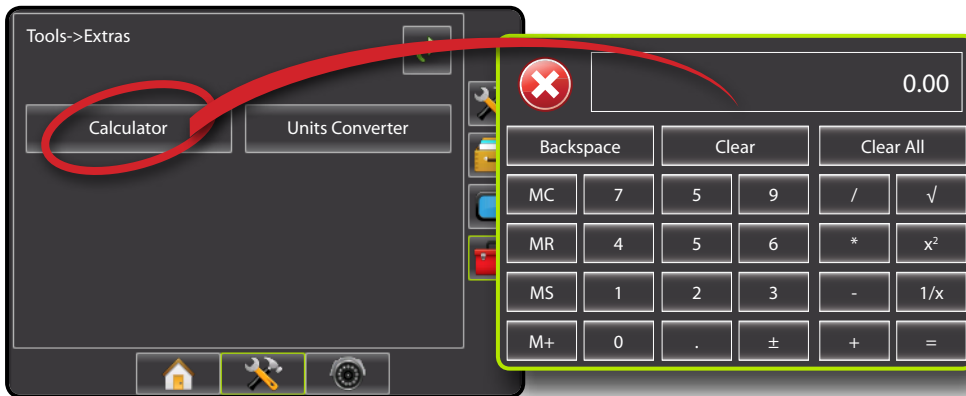 Tools->Extras
Calculator
Units Converter
0.00
Backspace Clear Clear All
MC 7 5 9 / √
MR 4 5 6 * x²
MS 1 2 3 - 1/x
M+ 0 . ± + =